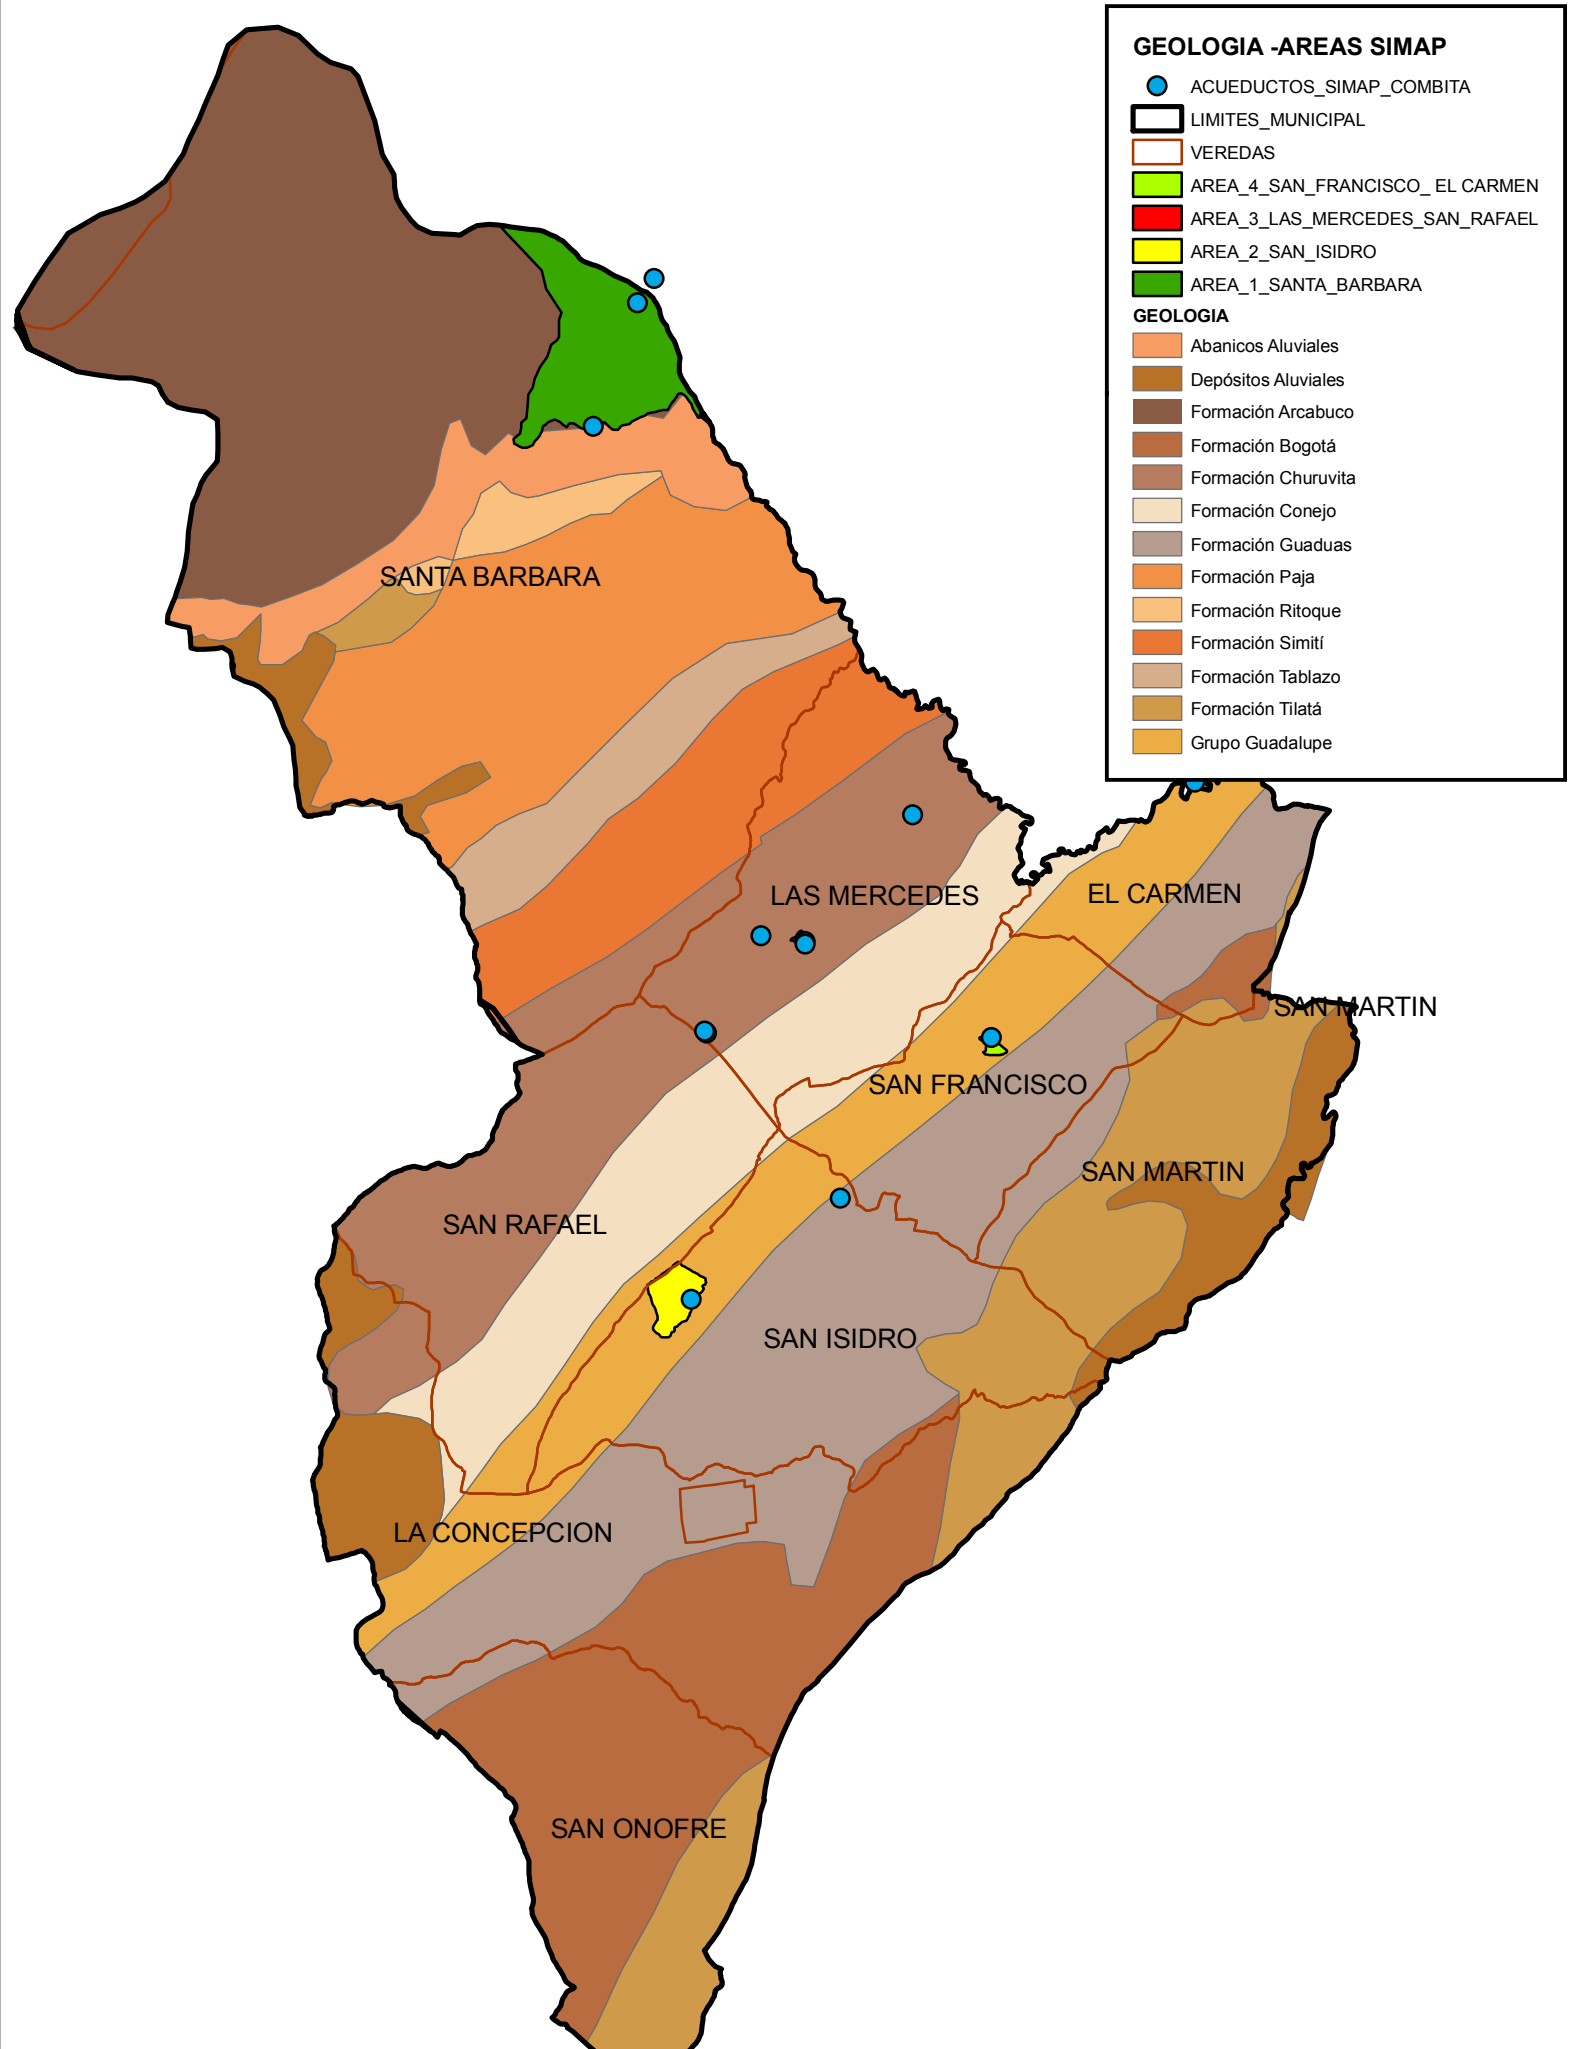 GEOLOGIA -AREAS SIMAP
ACUEDUCTOS_SIMAP_COMBITA
LIMITES_MUNICIPAL
VEREDAS
AREA_4_SAN_FRANCISCO_ EL CARMEN
AREA_3_LAS_MERCEDES_SAN_RAFAEL
AREA_2_SAN_ISIDRO
AREA_1_SANTA_BARBARA
GEOLOGIA
Abanicos Aluviales
Depósitos Aluviales
Formación Arcabuco
Formación Bogotá
Formación Churuvita
Formación Conejo
Formación Guaduas
Formación Paja
Formación Ritoque
Formación Simití
Formación Tablazo
Formación Tilatá
Grupo Guadalupe
SANTA BARBARA
LAS MERCEDES
EL CARMEN
SAN MARTIN
SAN FRANCISCO
SAN MARTIN
SAN RAFAEL
SAN ISIDRO
LA CONCEPCION
SAN ONOFRE